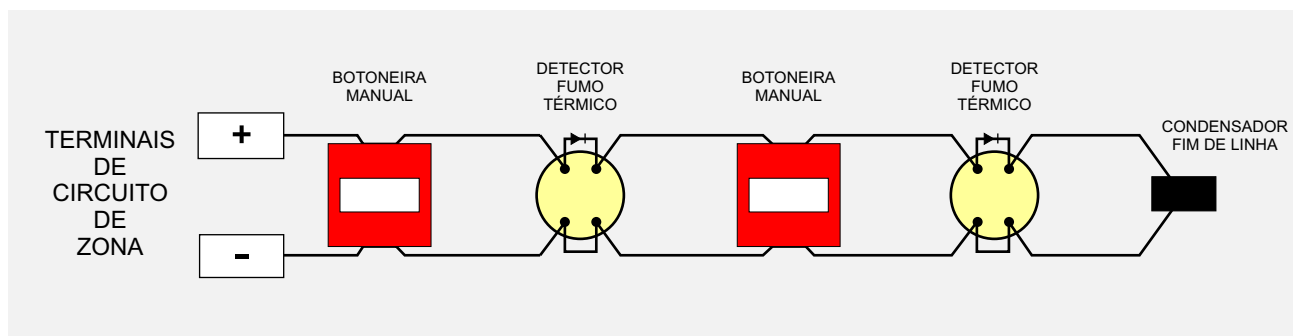 TERMINAIS
DE
CIRCUITO
DE
ZONA
+
-
BOTONEIRA
MANUAL
DETECTOR
FUMO
TÉRMICO
BOTONEIRA
MANUAL
DETECTOR
FUMO
TÉRMICO
CONDENSADOR
FIM DE LINHA